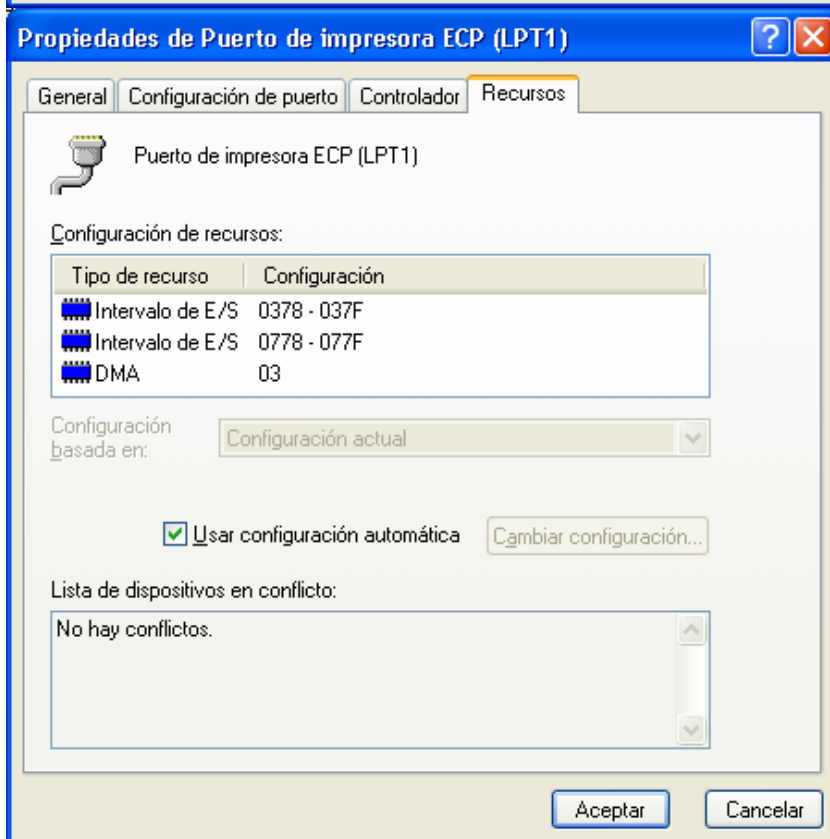 Propiedades de Puerto de impresora ECP (LPT1)
General Configuración de puerto Controlador Recursos
Puerto de impresora ECP (LPT1)
Configuración de recursos:
Tipo de recurso Configuración
Intervalo de E/S 0378 - 037F
Intervalo de E/S 0778 - 077F
DMA 03
Configuración
basada en:
Configuración actual
Usar configuración automática Cambiar configuración...
Lista de dispositivos en conflicto:
No hay conflictos.
Aceptar Cancelar